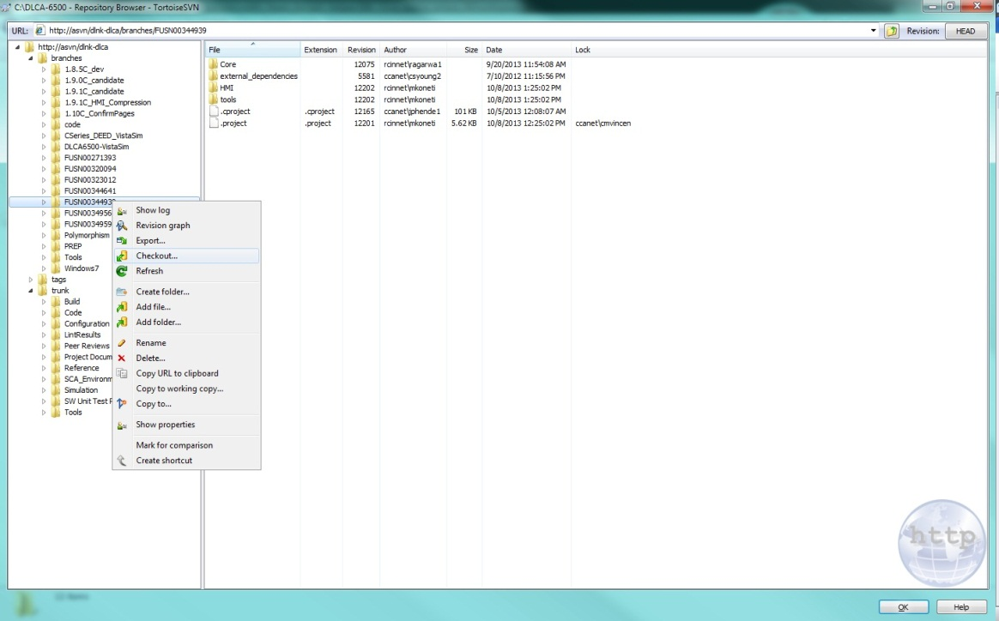 C:\DLCA-6500 - Repository Browser - TortoiseSVN
URL: http://asvn/dlnk-dlca/branches/FUSN00344939 Revision: HEAD
http://asvn/dlnk-dlca
branches
1.8.5C_dev
1.9.0C_candidate
1.9.1C_candidate
1.9.1C_HMI_Compression
1.10C_ConfirmPages
code
CSeries_DEED_VistaSim
DLCA6500-VistaSim
FUSN00271393
FUSN00320094
FUSN00323012
FUSN00344641
FUSN0034493
FUSN0034956
FUSN0034959
Polymorphism
PREP
Tools
Windows7
tags
trunk
Build
Code
Configuration
LintResults
Peer Reviews
Project Docum
Reference
SCA_Environm
Simulation
SW Unit Test
Tools
Show log
Revision graph
Export...
Checkout...
Refresh
Create folder...
Add file...
Add folder...
Rename
Delete...
Copy URL to clipboard
Copy to working copy...
Copy to...
Show properties
Mark for comparison
Create shortcut
File Extension Revision Author Size Date Lock
Core 12075 rcinnet\ragarwa1 9/20/2013 11:54:08 AM
external_dependencies 5581 ccanet\csyoung2 7/10/2012 11:15:56 PM
HMI 12202 rcinnet\mkoneti 10/8/2013 1:25:02 PM
tools 12202 rcinnet\mkoneti 10/8/2013 1:25:02 PM
.cproject .cproject 12165 ccanet\jphende1 101 KB 10/5/2013 12:08:07 AM
.project .project 12201 rcinnet\mkoneti 5.62 KB 10/8/2013 12:25:02 PM ccanet\cmvincen
http
OK Help